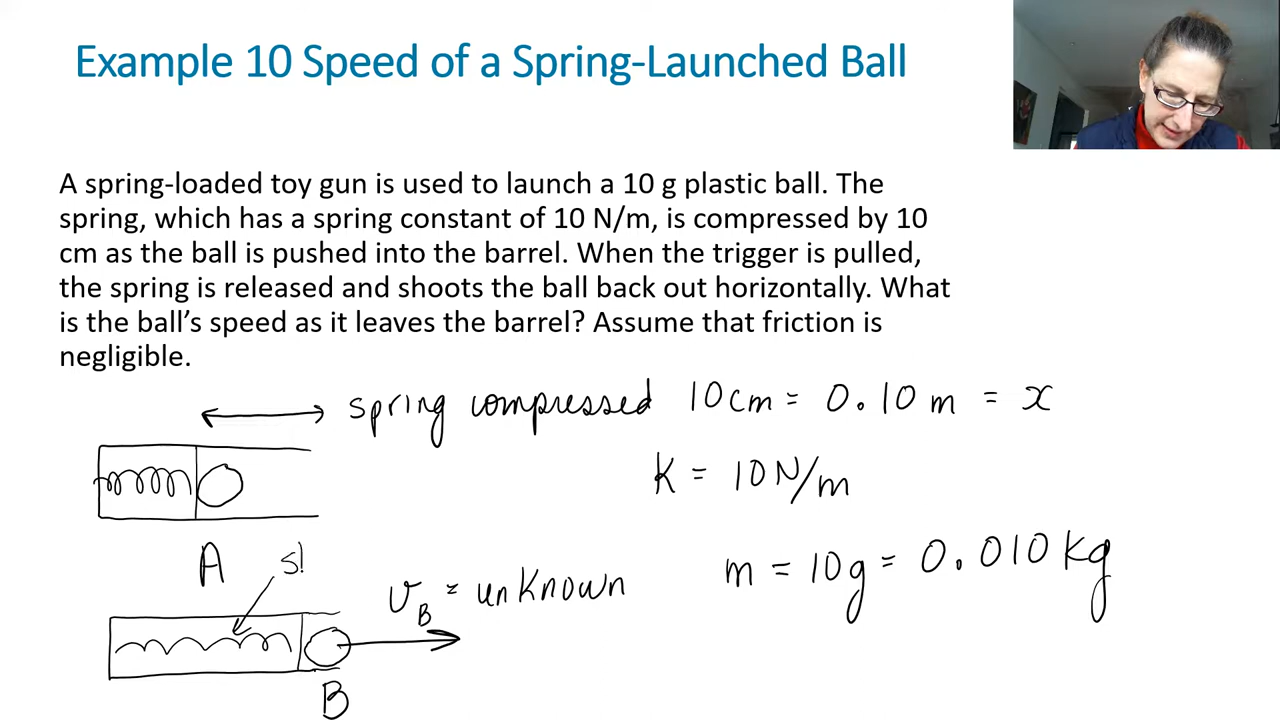 Example 10 Speed of a Spring-Launched Ball
A spring-loaded toy gun is used to launch a 10 g plastic ball. The
spring, which has a spring constant of 10 N/m, is compressed by 10
cm as the ball is pushed into the barrel. When the trigger is pulled,
the spring is released and shoots the ball back out horizontally. What
is the ball’s speed as it leaves the barrel? Assume that friction is
negligible.
spring compressed 10cm = 0.10 m = x
K = 10N/m
A
m = 10g = 0.010 kg
v_B = unknown
B